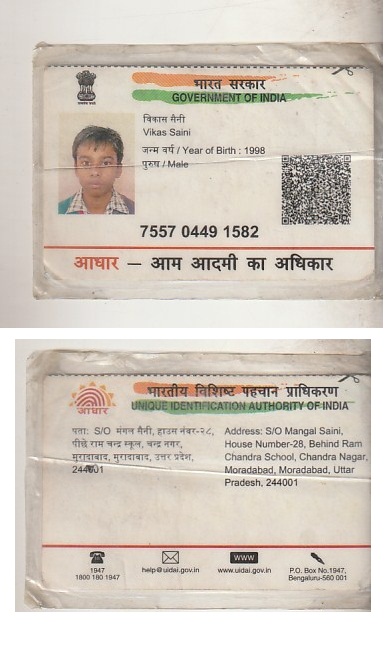 भारत सरकार
GOVERNMENT OF INDIA
विकास सैनी
Vikas Saini
जन्म वर्ष / Year of Birth : 1998
पुरुष / Male
7557 0449 1582
आधार – आम आदमी का अधिकार
भारतीय विशिष्ट पहचान प्राधिकरण
UNIQUE IDENTIFICATION AUTHORITY OF INDIA
आधार
पता: S/O मंगल सैनी, हाउस नंबर-२८,
पीछे राम चन्द्र स्कूल, चन्द्र नगर,
मुरादाबाद, मुरादाबाद, उत्तर प्रदेश,
244001
Address: S/O Mangal Saini,
House Number-28, Behind Ram
Chandra School, Chandra Nagar,
Moradabad, Moradabad, Uttar
Pradesh, 244001
1947
1800 180 1947
help@uidai.gov.in
www
www.uidai.gov.in
P.O. Box No.1947,
Bengaluru-560 001